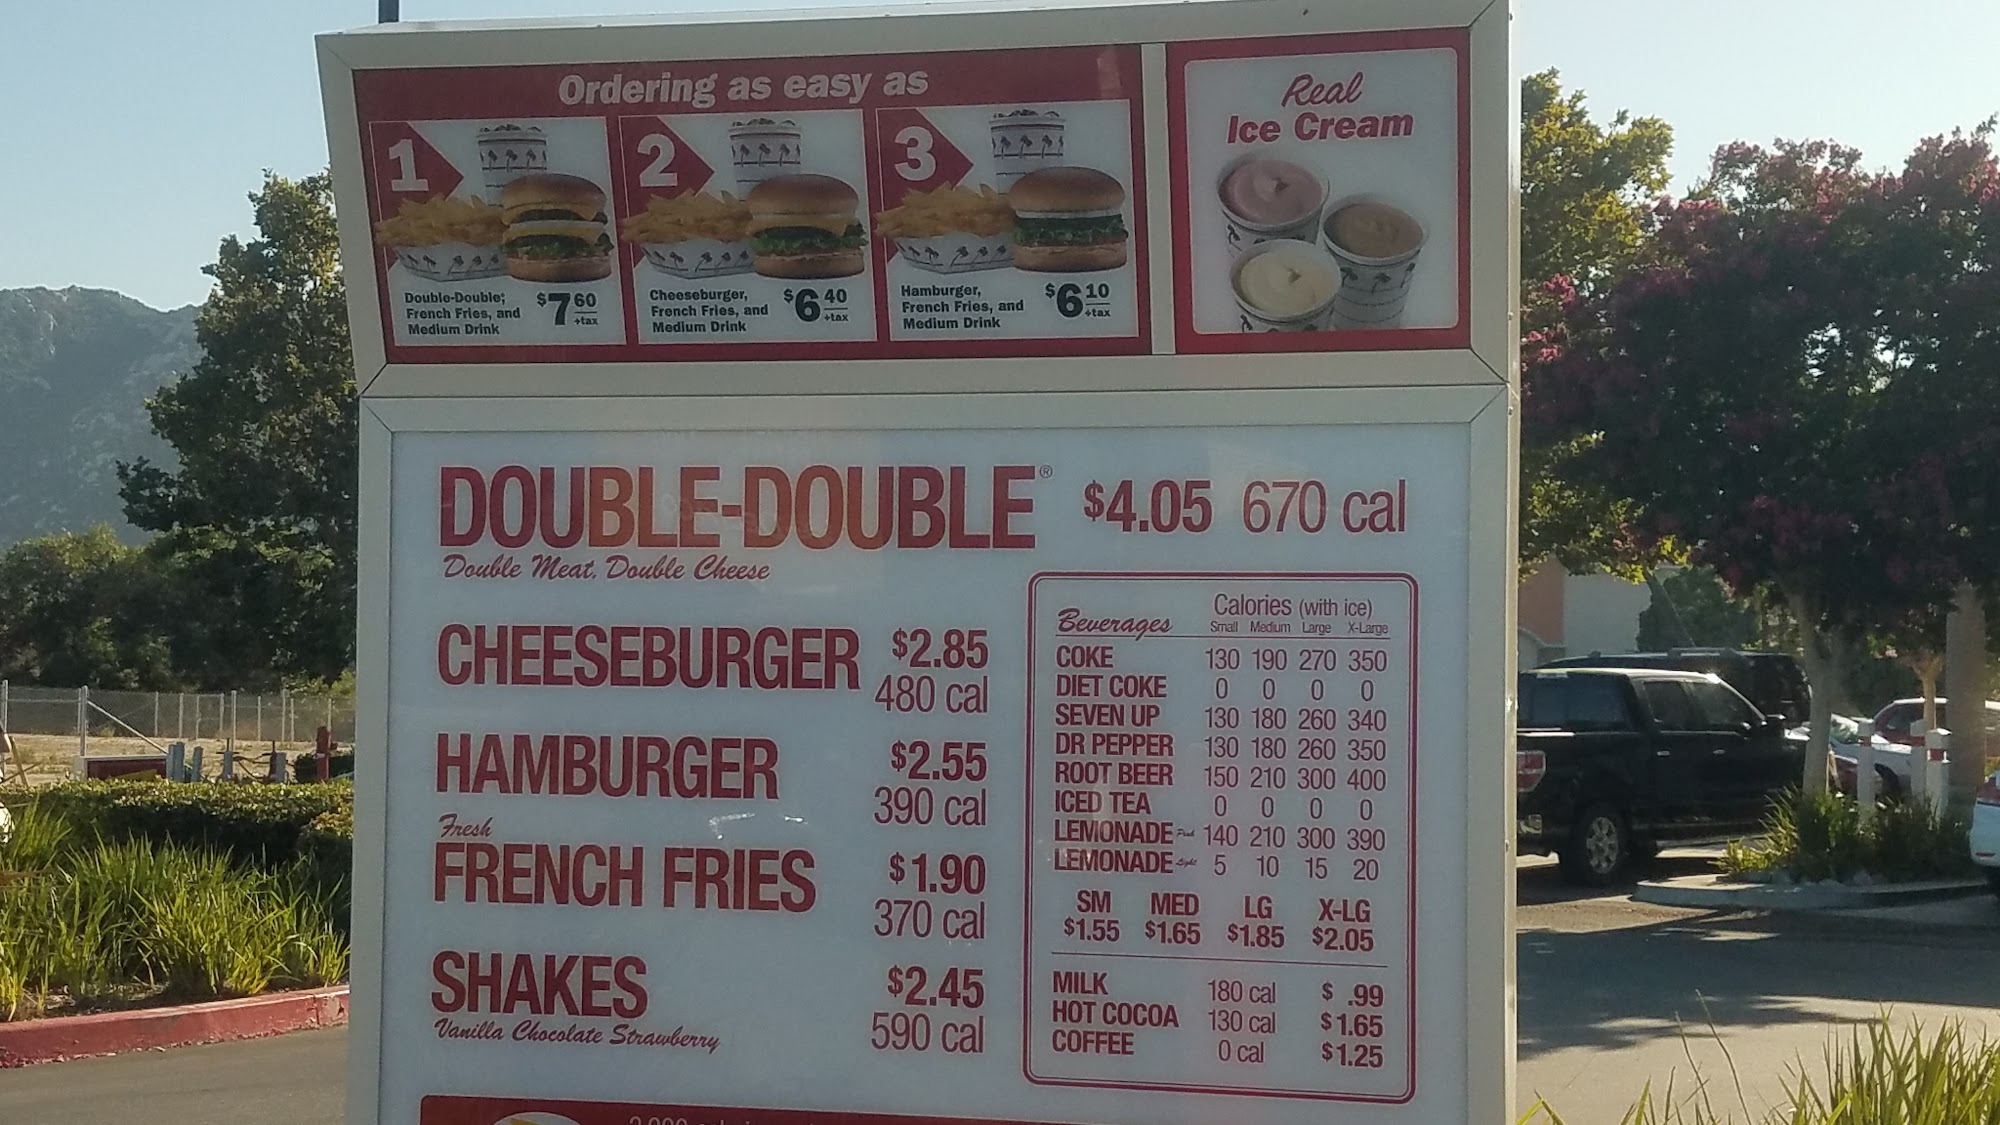 Ordering as easy as
1
Double-Double,
French Fries, and
Medium Drink
$7 60
+tax
2
Cheeseburger,
French Fries, and
Medium Drink
$6 40
+tax
3
Hamburger,
French Fries, and
Medium Drink
$6 10
+tax
Real
Ice Cream
DOUBLE-DOUBLE® $4.05 670 cal
Double Meat, Double Cheese
CHEESEBURGER $2.85
480 cal
HAMBURGER $2.55
390 cal
Fresh
FRENCH FRIES $1.90
370 cal
SHAKES $2.45
Vanilla Chocolate Strawberry 590 cal
Beverages Calories (with ice)
Small Medium Large X-Large
COKE 130 190 270 350
DIET COKE 0 0 0 0
SEVEN UP 130 180 260 340
DR PEPPER 130 180 260 350
ROOT BEER 150 210 300 400
ICED TEA 0 0 0 0
LEMONADE Pink 140 210 300 390
LEMONADE Light 5 10 15 20
SM MED LG X-LG
$1.55 $1.65 $1.85 $2.05
MILK 180 cal $ .99
HOT COCOA 130 cal $1.65
COFFEE 0 cal $1.25